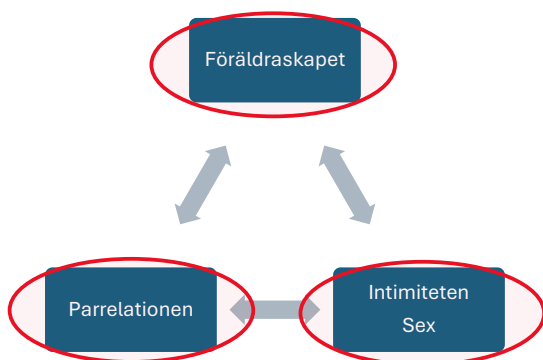 Föräldraskapet
Parrelationen
Intimiteten
Sex